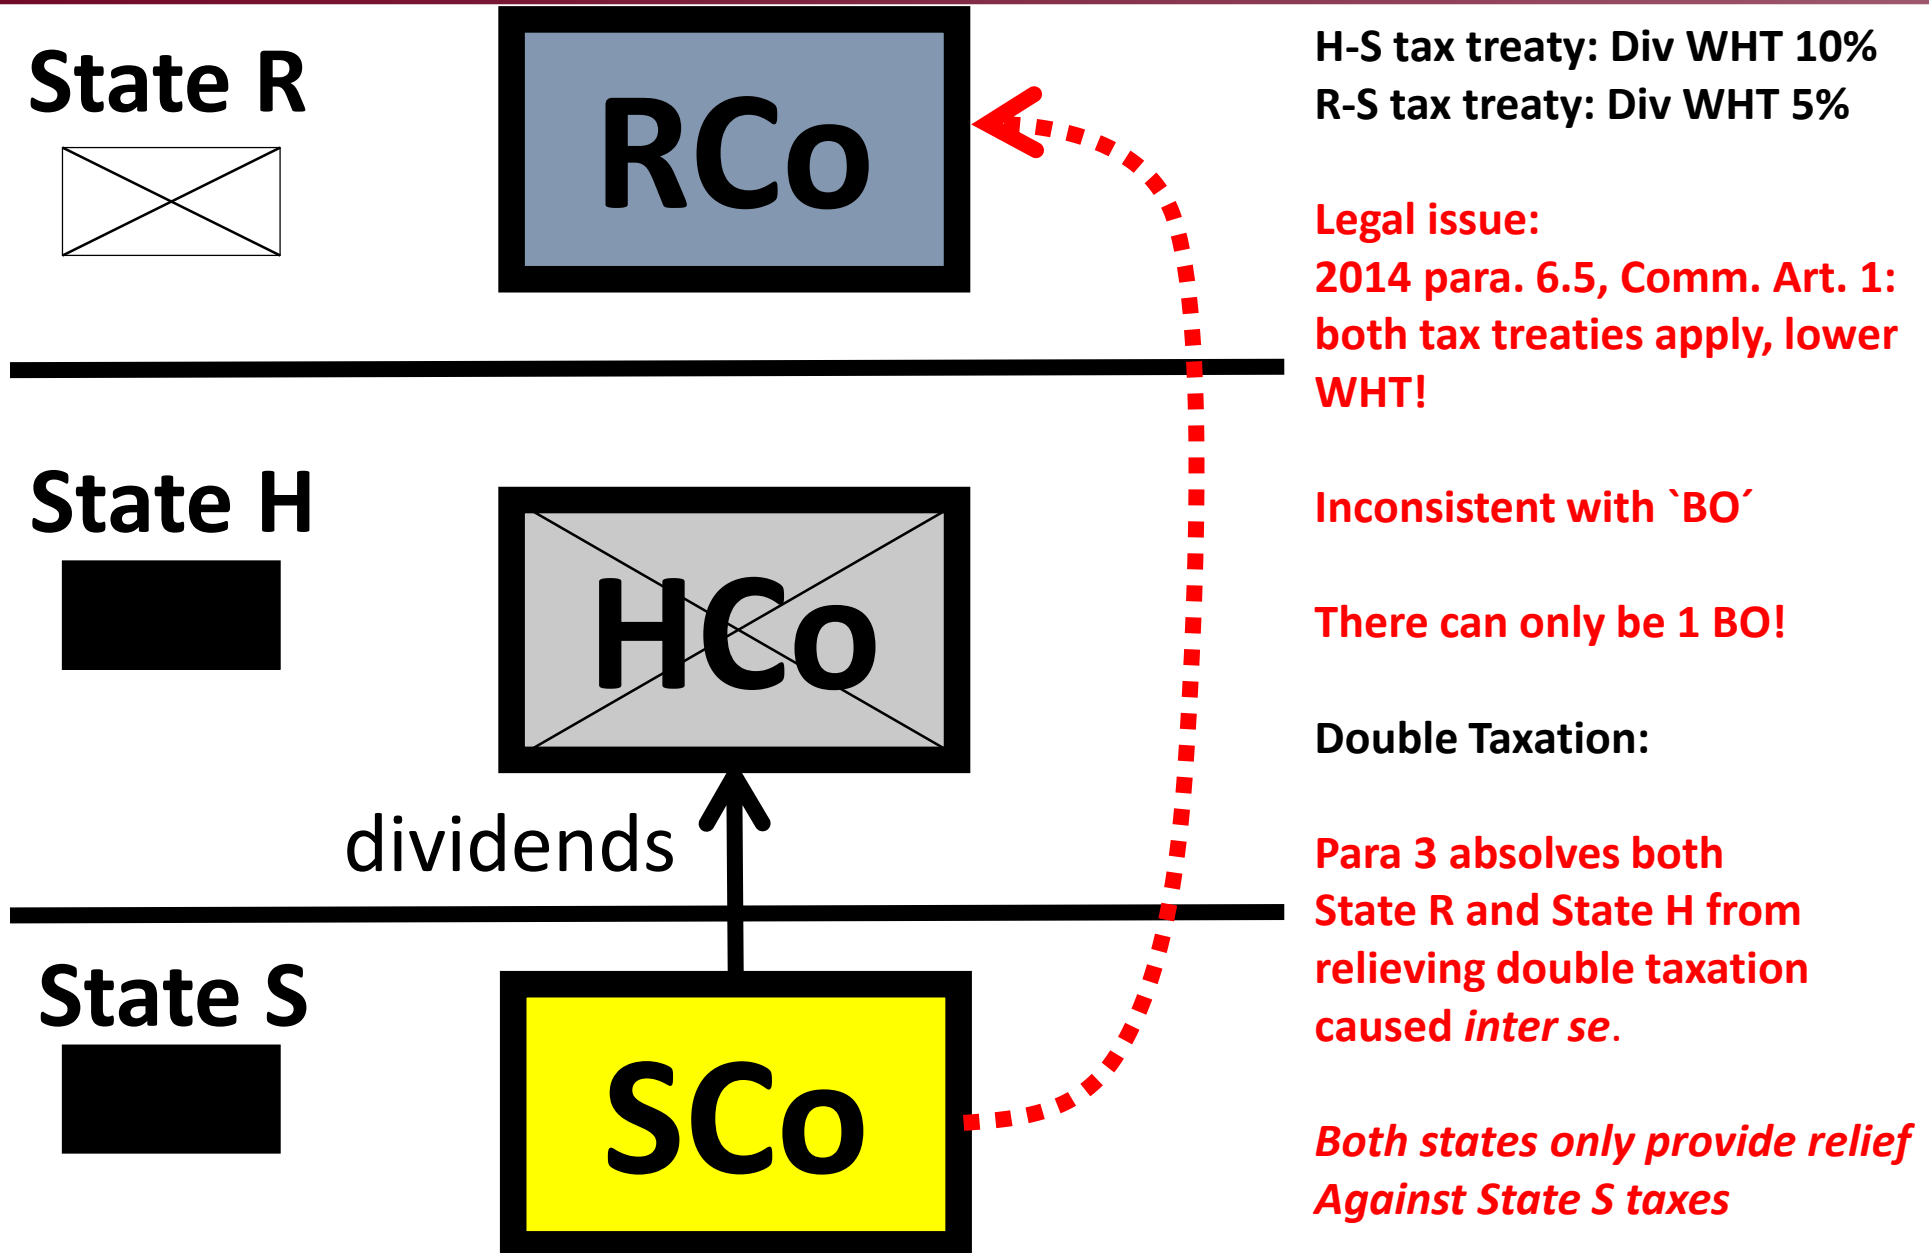 State R
RCo
State H
HCo
dividends
State S
SCo
H-S tax treaty: Div WHT 10%
R-S tax treaty: Div WHT 5%
Legal issue:
2014 para. 6.5, Comm. Art. 1:
both tax treaties apply, lower
WHT!
Inconsistent with `BO´
There can only be 1 BO!
Double Taxation:
Para 3 absolves both
State R and State H from
relieving double taxation
caused inter se.
Both states only provide relief
Against State S taxes